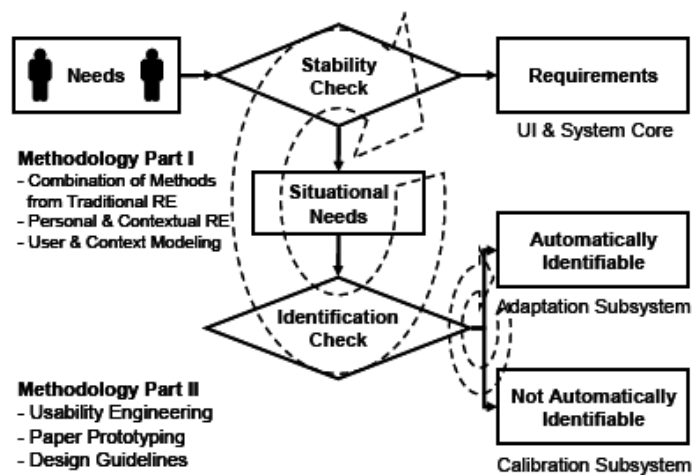 Needs
Stability
Check
Requirements
UI & System Core
Methodology Part I
- Combination of Methods
from Traditional RE
- Personal & Contextual RE
- User & Context Modeling
Situational
Needs
Automatically
Identifiable
Adaptation Subsystem
Identification
Check
Methodology Part II
- Usability Engineering
- Paper Prototyping
- Design Guidelines
Not Automatically
Identifiable
Calibration Subsystem